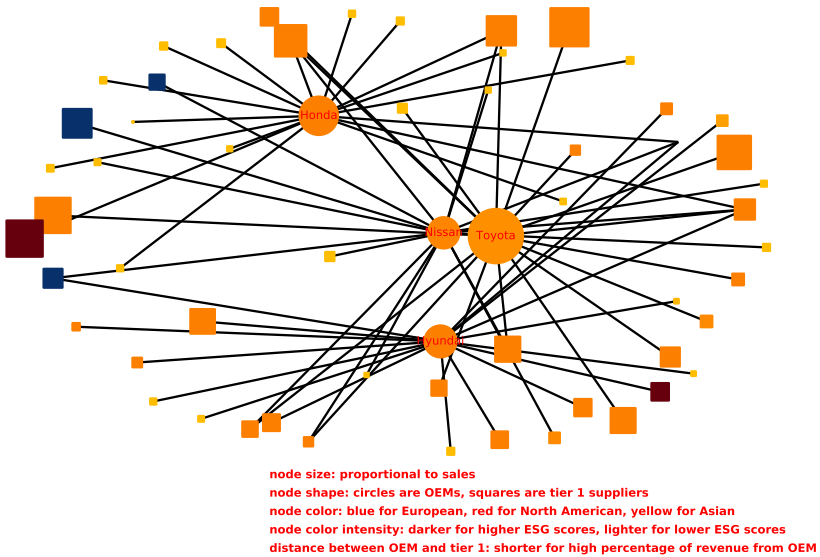 Honda
Nissan
Toyota
Hyundai
node size: proportional to sales
node shape: circles are OEMs, squares are tier 1 suppliers
node color: blue for European, red for North American, yellow for Asian
node color intensity: darker for higher ESG scores, lighter for lower ESG scores
distance between OEM and tier 1: shorter for high percentage of revenue from OEM